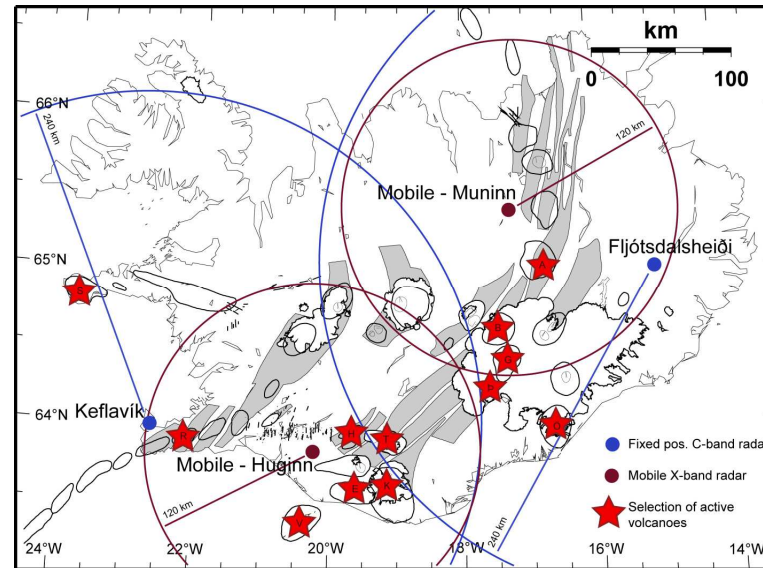 km
0 100
66°N
240 km
120 km
Mobile - Muninn
Fljótsdalsheiði
65°N
A
S
B
G
64°N
Keflavík
R
H
T
O
Mobile - Huginn
E
K
120 km
V
240 km
Fixed pos. C-band rada
Mobile X-band radar
Selection of active
volcanoes
24°W 22°W 20°W 18°W 16°W 14°W